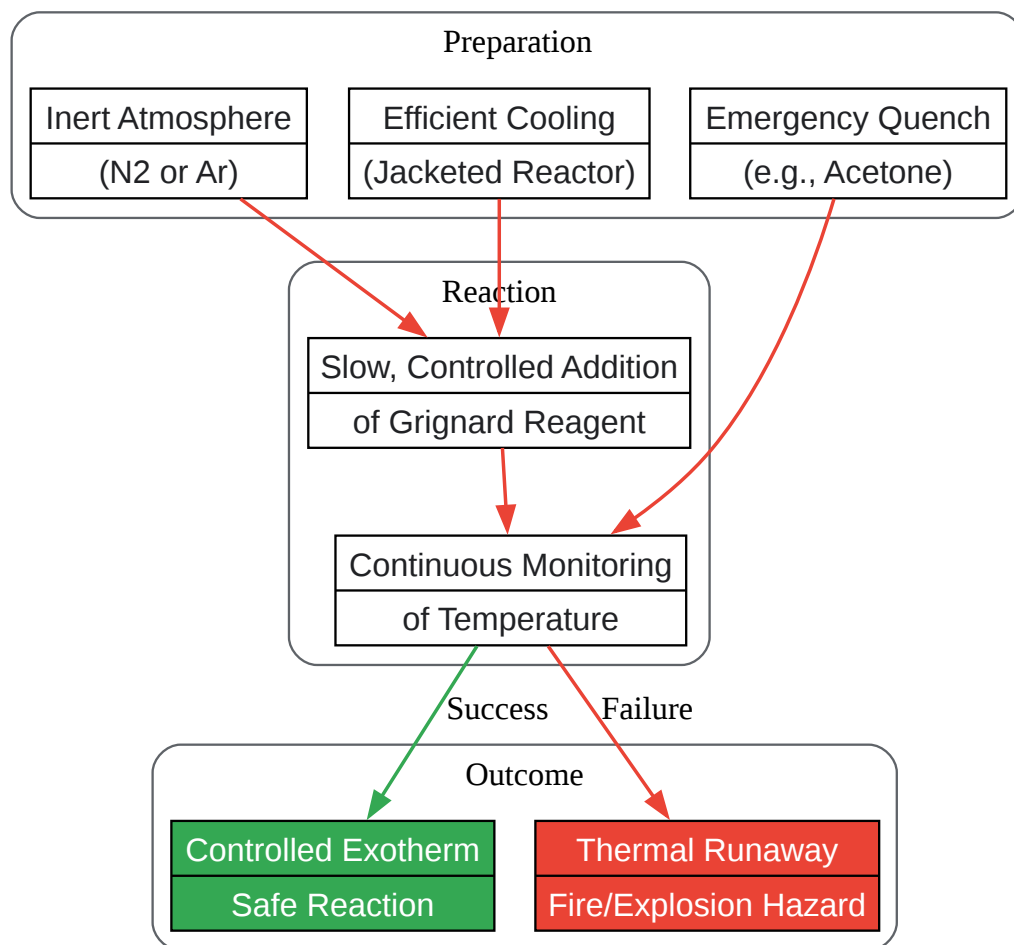 Preparation
Inert Atmosphere
(N2 or Ar)
Efficient Cooling
(Jacketed Reactor)
Emergency Quench
(e.g., Acetone)
Reaction
Slow, Controlled Addition
of Grignard Reagent
Continuous Monitoring
of Temperature
Success
Failure
Outcome
Controlled Exotherm
Safe Reaction
Thermal Runaway
Fire/Explosion Hazard